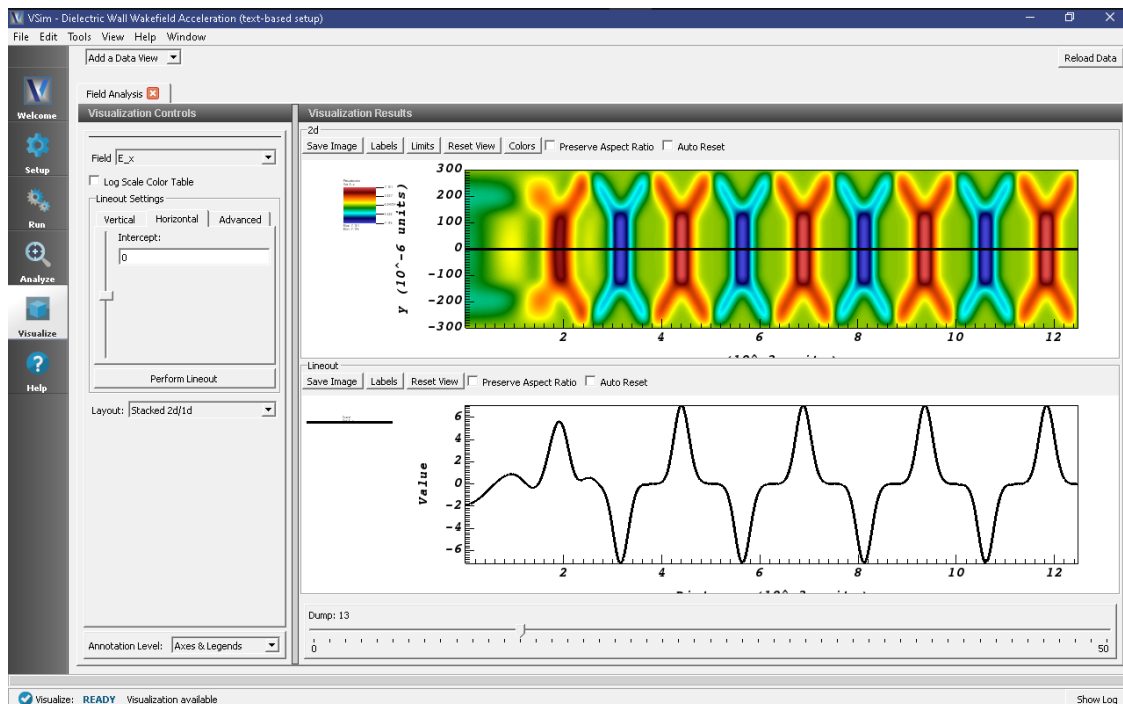 VSim - Dielectric Wall Wakefield Acceleration (text-based setup)
File Edit Tools View Help Window
Add a Data View
Reload Data
Field Analysis
Welcome
Setup
Run
Analyze
Visualize
Help
Visualization Controls
Field E_x
Log Scale Color Table
Lineout Settings
Vertical Horizontal Advanced
Intercept:
0
Perform Lineout
Layout: Stacked 2d/1d
Annotation Level: Axes & Legends
Visualization Results
2d
Save Image Labels Limits Reset View Colors Preserve Aspect Ratio Auto Reset
y (10^-6 units)
300
200
100
0
-100
-200
-300
2 4 6 8 10 12
Lineout
Save Image Labels Reset View Preserve Aspect Ratio Auto Reset
Value
6
4
2
0
-2
-4
-6
2 4 6 8 10 12
Dump: 13
0 50
Visualize: READY Visualization available
Show Log